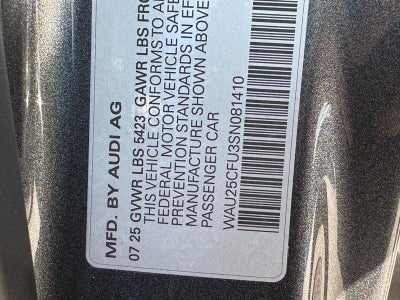 MFD. BY AUDI AG
07 25 GVWR LBS 5423 GAWR LBS FRO
THIS VEHICLE CONFORMS TO A
FEDERAL MOTOR VEHICLE SAFE
PREVENTION STANDARDS IN EF
MANUFACTURE SHOWN ABOVE
PASSENGER CAR
WAU25CFU3SN081410